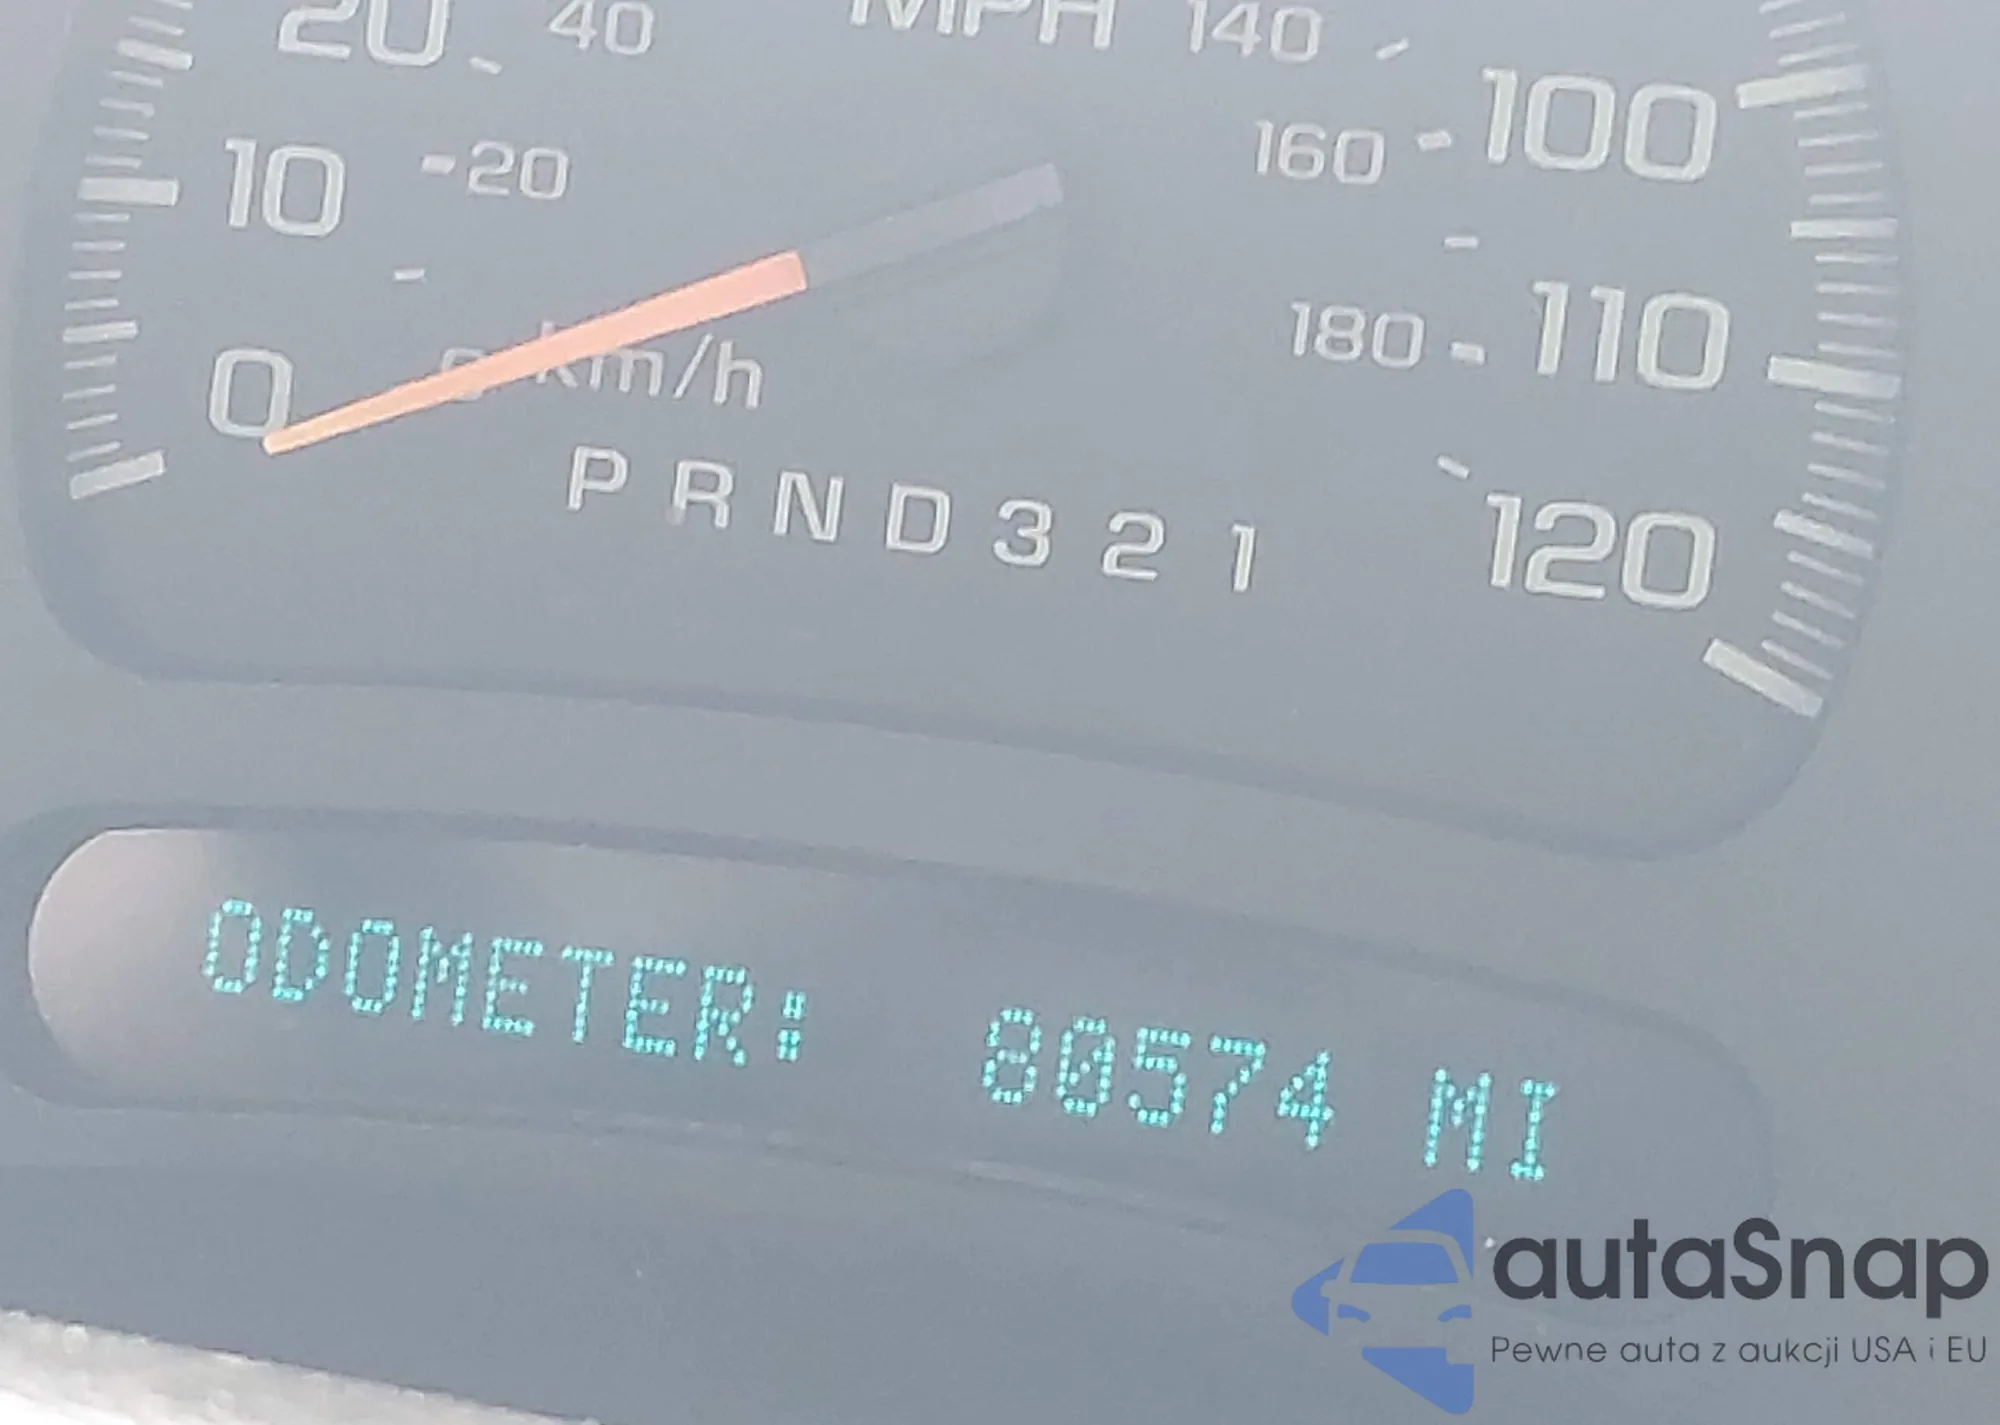 20 40 MPH 140 100
10 20 160
0 0 km/h 180 110
P R N D 3 2 1 120
ODOMETER: 80574 MI
autaSnap
Pewne auta z aukcji USA i EU